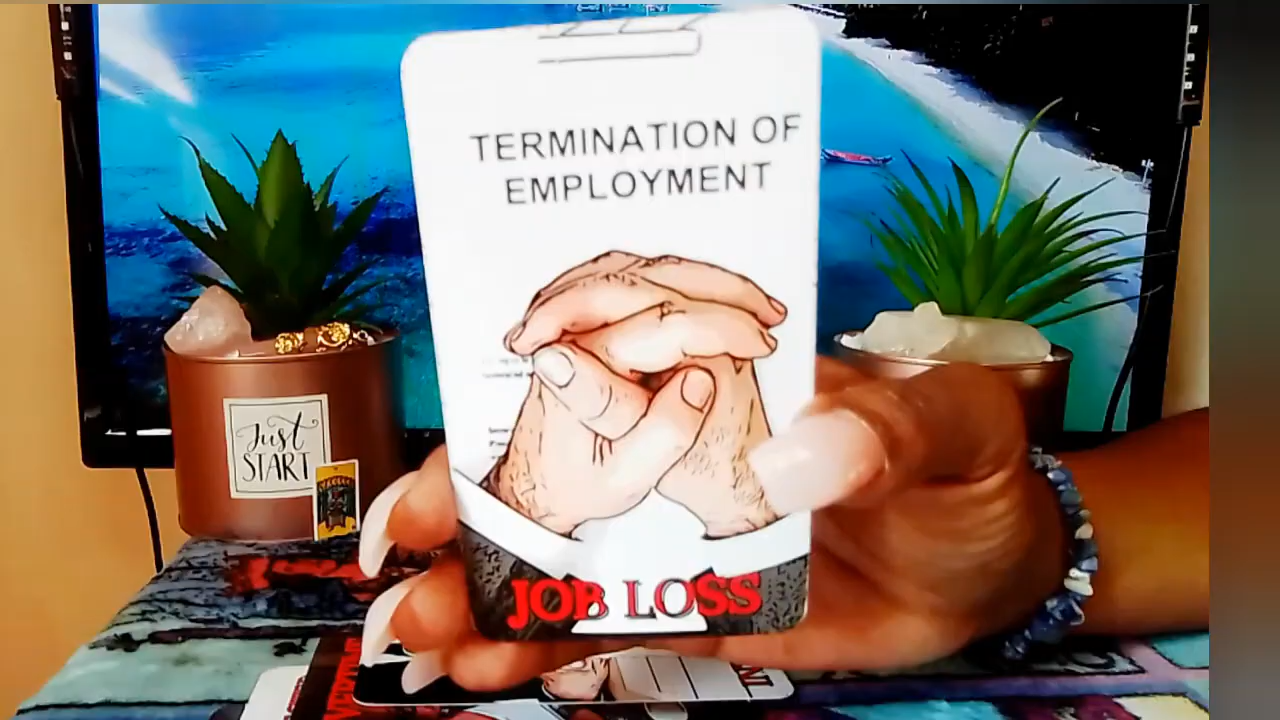 TERMINATION OF
EMPLOYMENT
JOB LOSS
Just
START